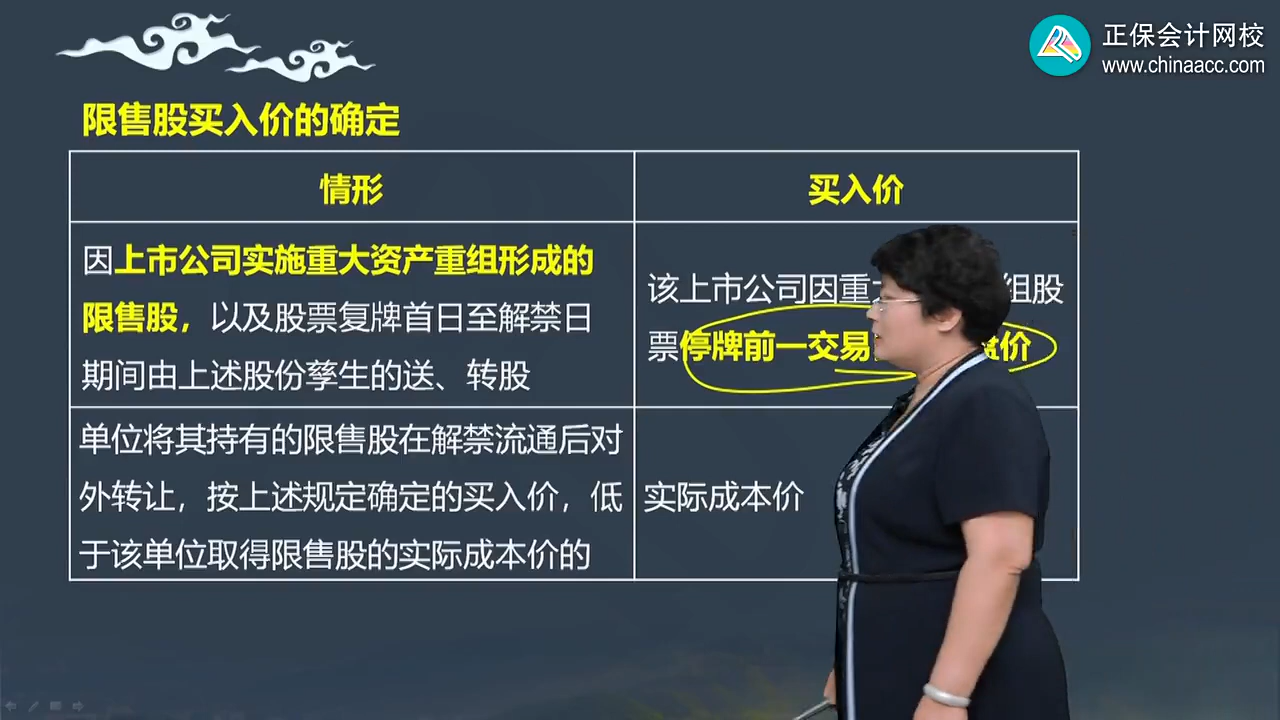 正保会计网校
www.chinaacc.com
限售股买入价的确定
情形
买入价
因上市公司实施重大资产重组形成的
限售股，以及股票复牌首日至解禁日
期间由上述股份孳生的送、转股
该上市公司因重 组股
票停牌前一交易 盘价
单位将其持有的限售股在解禁流通后对
外转让，按上述规定确定的买入价，低
于该单位取得限售股的实际成本价的
实际成本价